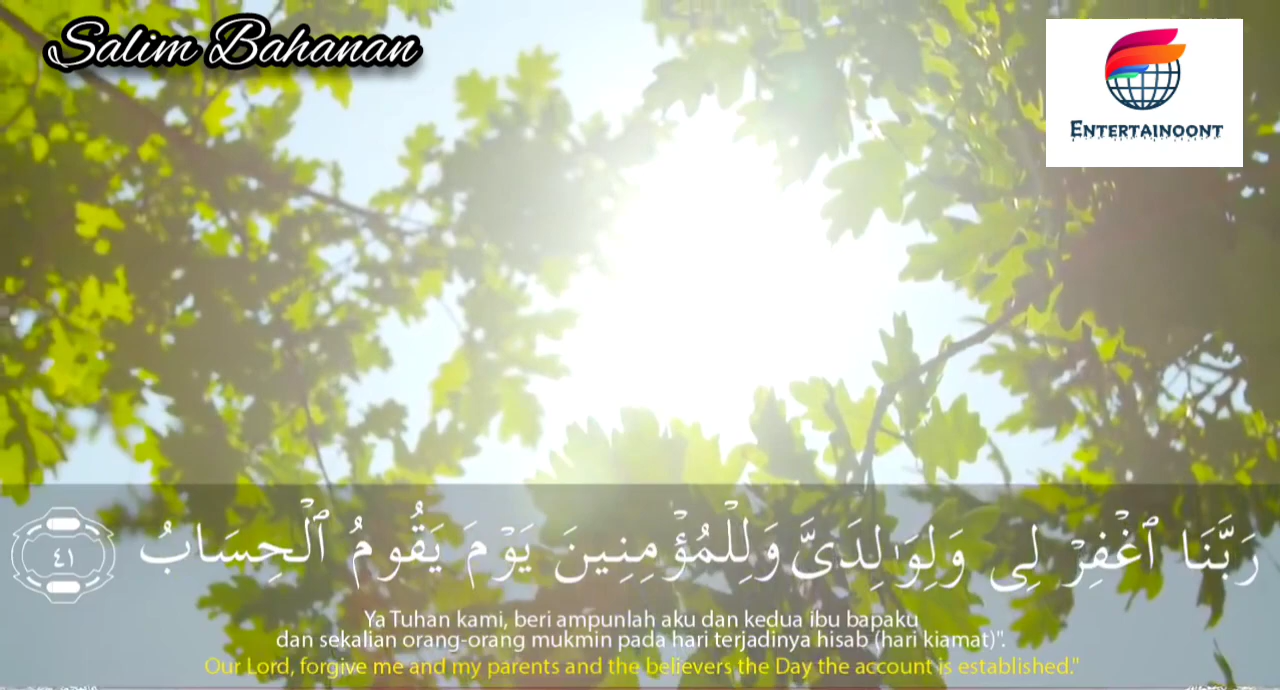 Salim Bahanan
ENTERTAINOONT
رَبَّنَا ٱغْفِرْ لِى وَلِوَٰلِدَىَّ وَلِلْمُؤْمِنِينَ يَوْمَ يَقُومُ ٱلْحِسَابُ ٤١
Ya Tuhan kami, beri ampunlah aku dan kedua ibu bapaku
dan sekalian orang-orang mukmin pada hari terjadinya hisab (hari kiamat)".
Our Lord, forgive me and my parents and the believers the Day the account is established."